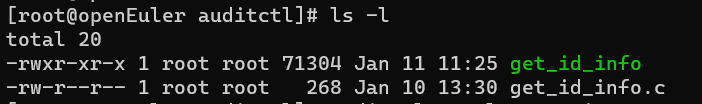 [root@openEuler auditctl]# ls -l
total 20
-rwxr-xr-x 1 root root 71304 Jan 11 11:25 get_id_info
-rw-r--r-- 1 root root   268 Jan 10 13:30 get_id_info.c